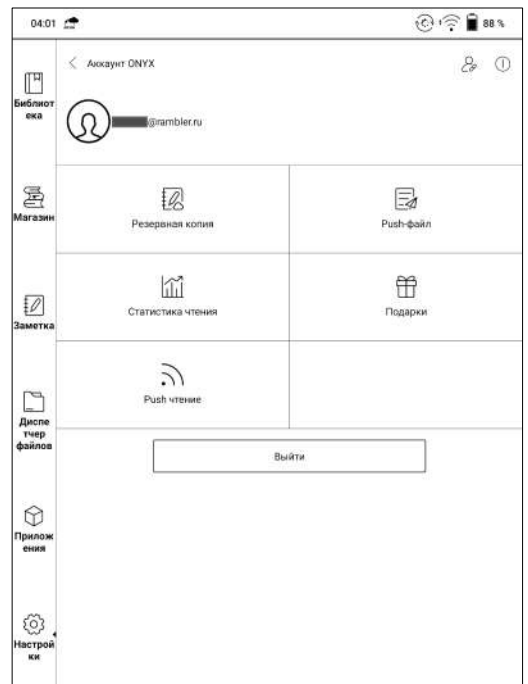 04:01
88 %
Аккаунт ONYX
@rambler.ru
Библиот
ека
Магазин
Заметка
Диспе
тчер
файлов
Прилож
ения
Настрой
ки
Резервная копия
Push-файл
Статистика чтения
Подарки
Push чтение
Выйти